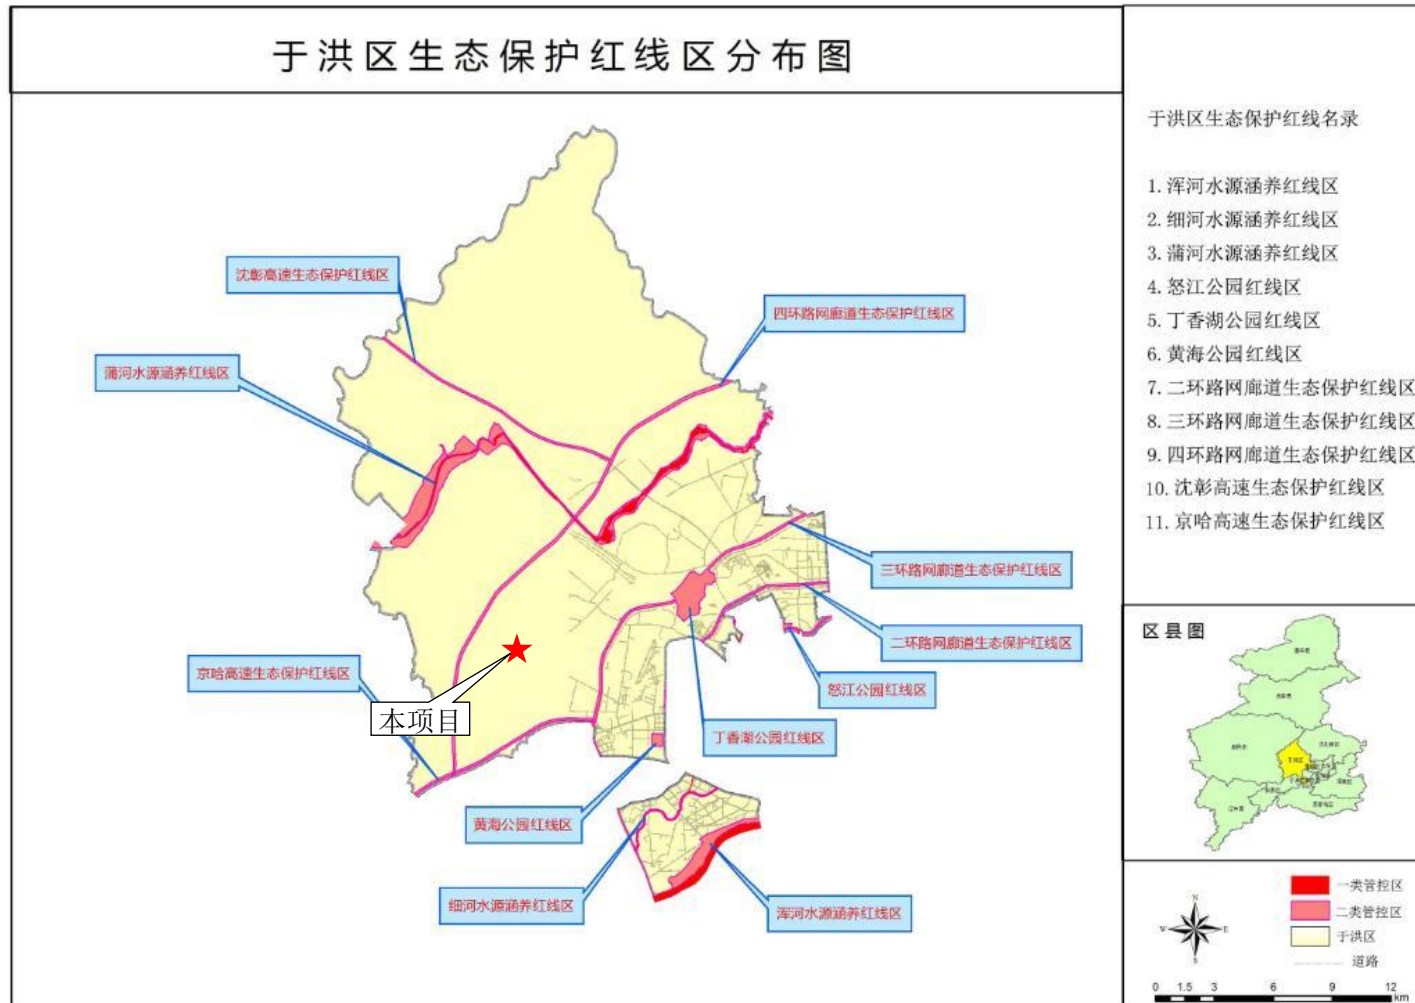 于洪区生态保护红线区分布图
于洪区生态保护红线名录
1. 浑河水源涵养红线区
2. 细河水源涵养红线区
3. 蒲河水源涵养红线区
4. 怒江公园红线区
5. 丁香湖公园红线区
6. 黄海公园红线区
7. 二环路网廊道生态保护红线区
8. 三环路网廊道生态保护红线区
9. 四环路网廊道生态保护红线区
10. 沈彰高速生态保护红线区
11. 京哈高速生态保护红线区
沈彰高速生态保护红线区
四环路网廊道生态保护红线区
蒲河水源涵养红线区
三环路网廊道生态保护红线区
二环路网廊道生态保护红线区
京哈高速生态保护红线区
怒江公园红线区
本项目
丁香湖公园红线区
黄海公园红线区
细河水源涵养红线区
浑河水源涵养红线区
区县图
N
W
E
S
一类管控区
二类管控区
于洪区
道路
0 1.5 3 6 9 12
km